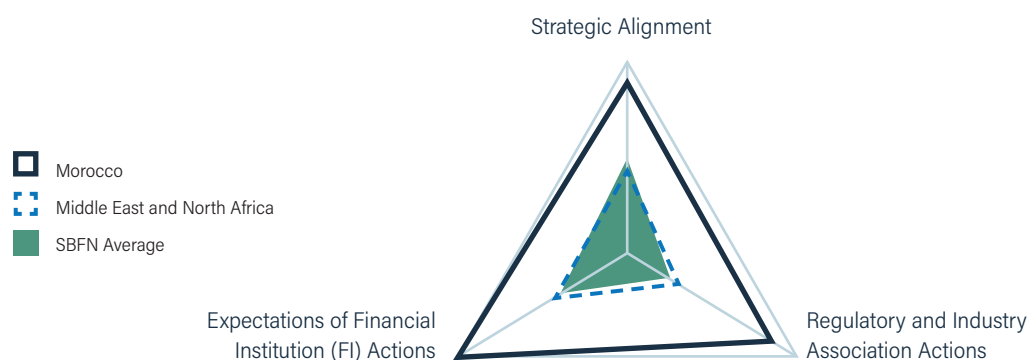 Strategic Alignment
Morocco
Middle East and North Africa
SBFN Average
Expectations of Financial
Institution (FI) Actions
Regulatory and Industry
Association Actions